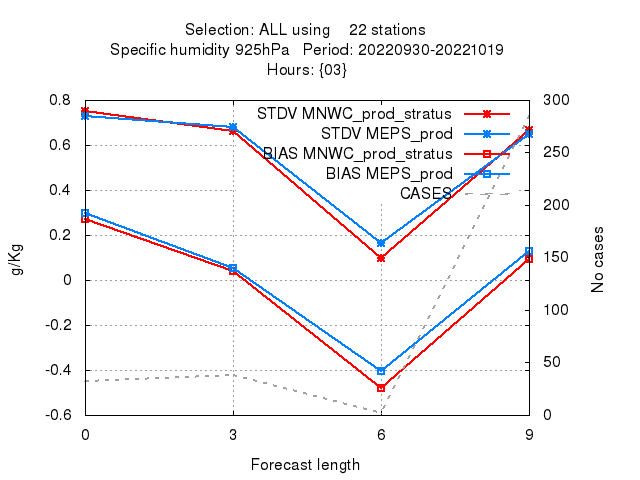 Selection: ALL using 22 stations
Specific humidity 925hPa Period: 20220930-20221019
Hours: {03}
STDV MNWC_prod_stratus
STDV MEPS_prod
BIAS MNWC_prod_stratus
BIAS MEPS_prod
CASES
0.8
0.6
0.4
0.2
0
-0.2
-0.4
-0.6
g/Kg
300
250
200
150
100
50
0
No cases
0 3 6 9
Forecast length